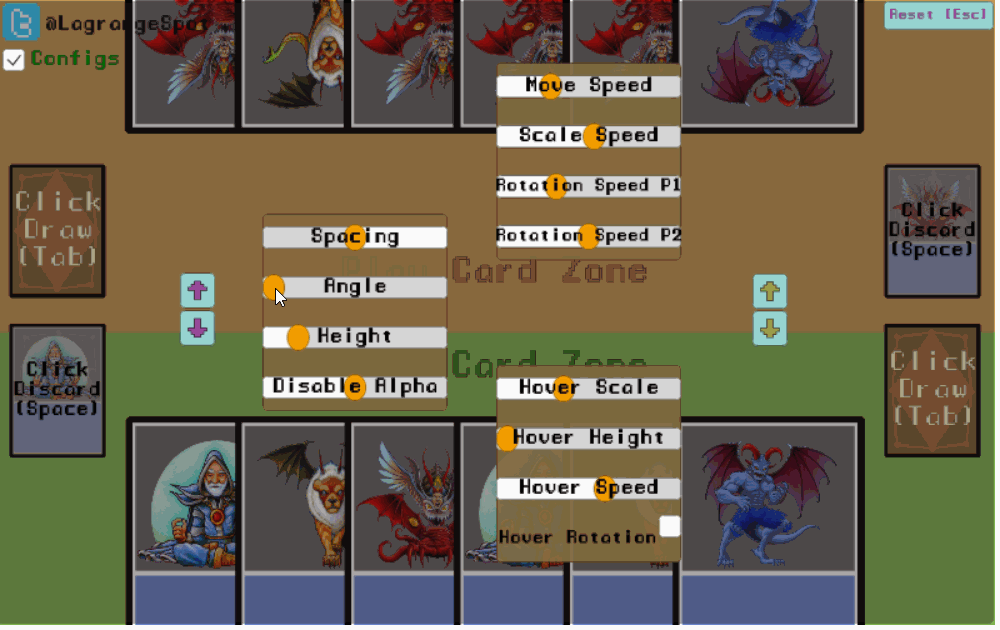 @LagrangeSpot
Configs
Reset [Esc]
Move Speed
Scale Speed
Rotation Speed P1
Rotation Speed P2
Click
Draw
(Tab)
Click
Discard
(Space)
Spacing
Angle
Height
Disable Alpha
Card Zone
Card Zone
Click
Discard
(Space)
Click
Draw
(Tab)
Hover Scale
Hover Height
Hover Speed
Hover Rotation